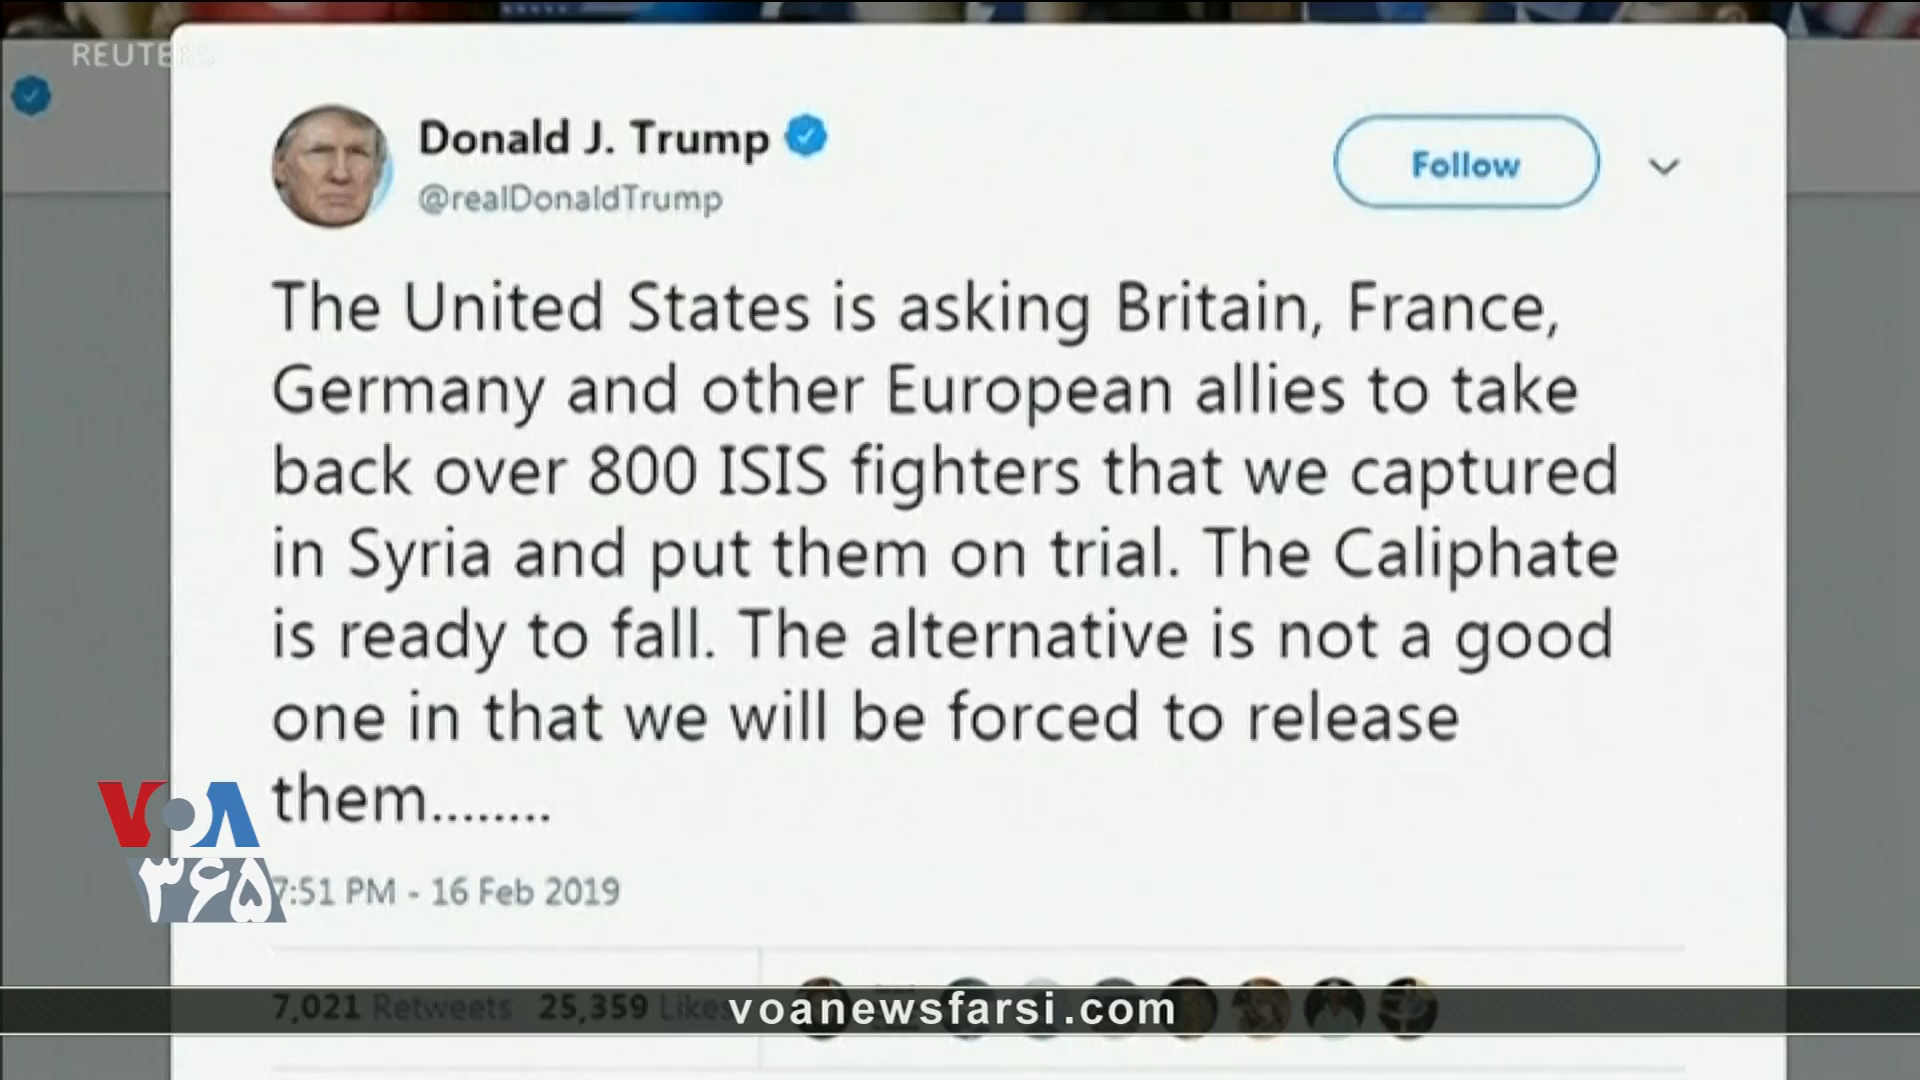 REUTERS
Donald J. Trump
@realDonaldTrump
Follow
The United States is asking Britain, France,
Germany and other European allies to take
back over 800 ISIS fighters that we captured
in Syria and put them on trial. The Caliphate
is ready to fall. The alternative is not a good
one in that we will be forced to release
them........
VOA
۳۶۵
7:51 PM - 16 Feb 2019
7,021 Retweets 25,359 Likes
voanewsfarsi.com